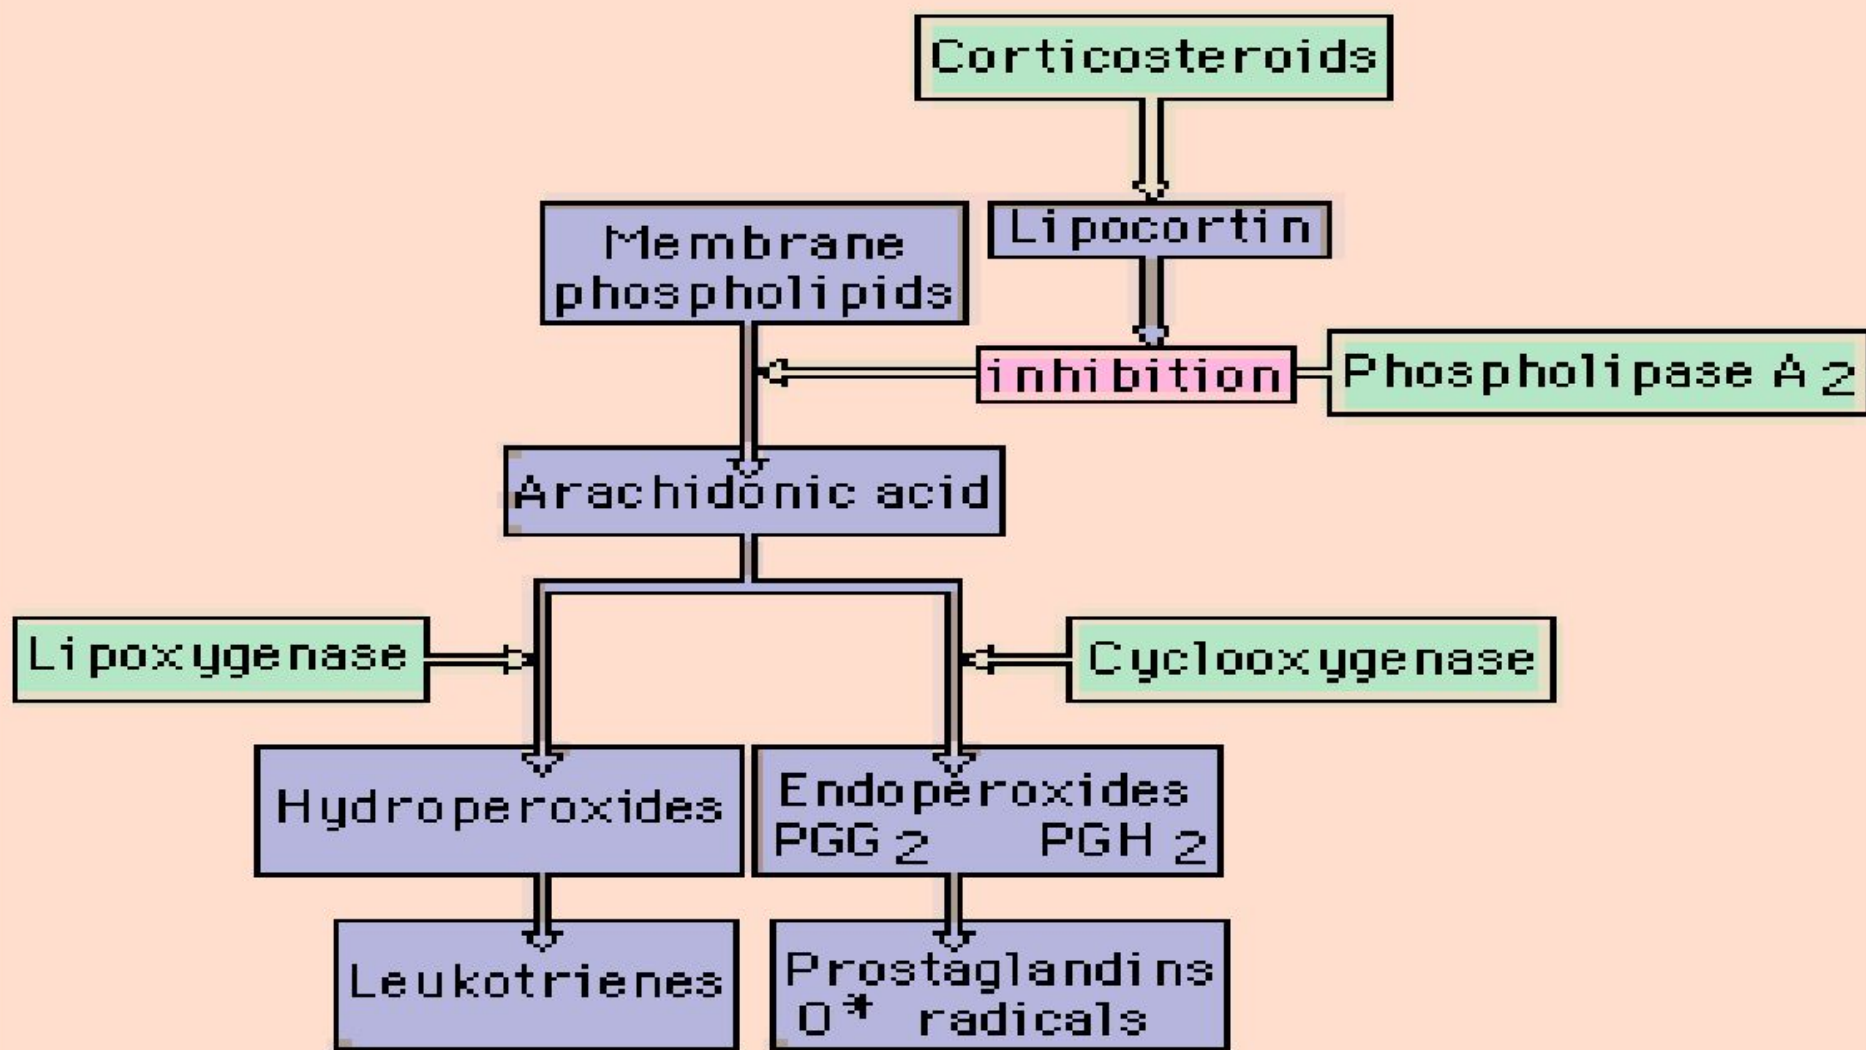 Corticosteroids
Membrane
phospholipids
Lipocortin
inhibition
Phospholipase A 2
Arachidonic acid
Lipoxygenase
Cyclooxygenase
Hydroperoxides
Endoperoxides
PGG 2 PGH 2
Leukotrienes
Prostaglandins
O* radicals